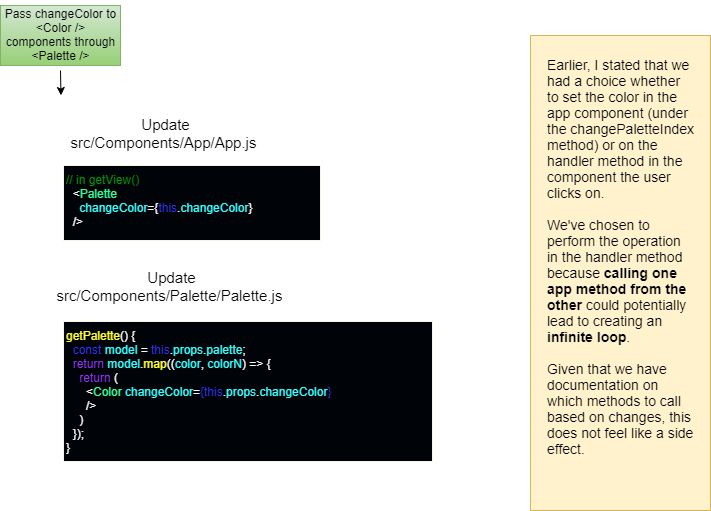 Pass changeColor to
<Color />
components through
<Palette />
Update
src/Components/App/App.js
// in getView()
<Palette
changeColor={this.changeColor}
/>
Update
src/Components/Palette/Palette.js
getPalette() {
const model = this.props.palette;
return model.map((color, colorN) => {
return (
<Color changeColor={this.props.changeColor}
/>
)
});
}
Earlier, I stated that we
had a choice whether
to set the color in the
app component (under
the changePaletteIndex
method) or on the
handler method in the
component the user
clicks on.
We've chosen to
perform the operation
in the handler method
because calling one
app method from the
other could potentially
lead to creating an
infinite loop.
Given that we have
documentation on
which methods to call
based on changes, this
does not feel like a side
effect.